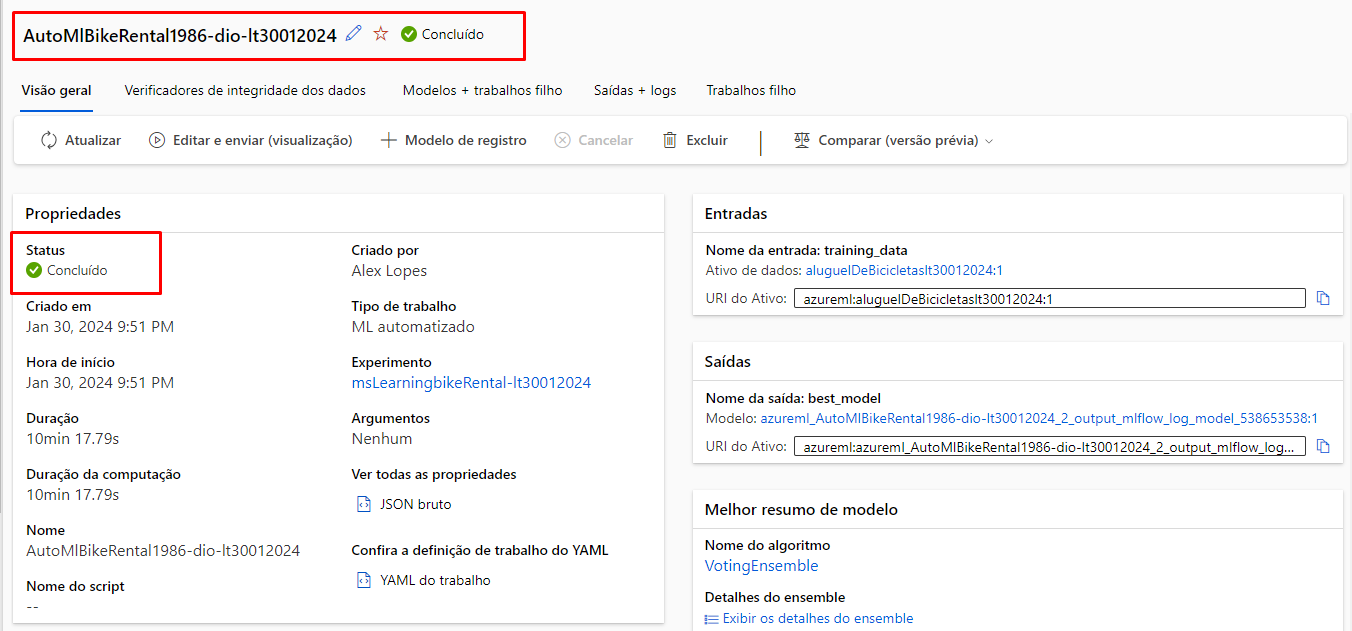 AutoMlBikeRental1986-dio-lt30012024 Concluído
Visão geral Verificadores de integridade dos dados Modelos + trabalhos filho Saídas + logs Trabalhos filho
Atualizar Editar e enviar (visualização) Modelo de registro Cancelar Excluir Comparar (versão prévia)
Propriedades
Status
Concluído
Criado em
Jan 30, 2024 9:51 PM
Hora de início
Jan 30, 2024 9:51 PM
Duração
10min 17.79s
Duração da computação
10min 17.79s
Nome
AutoMlBikeRental1986-dio-lt30012024
Nome do script
--
Criado por
Alex Lopes
Tipo de trabalho
ML automatizado
Experimento
msLearningbikeRental-lt30012024
Argumentos
Nenhum
Ver todas as propriedades
JSON bruto
Confira a definição de trabalho do YAML
YAML do trabalho
Entradas
Nome da entrada: training_data
Ativo de dados: aluguelDeBicicletaslt30012024:1
URI do Ativo: azureml:aluguelDeBicicletaslt30012024:1
Saídas
Nome da saída: best_model
Modelo: azureml_AutoMlBikeRental1986-dio-lt30012024_2_output_mlflow_log_model_538653538:1
URI do Ativo: azureml:azureml_AutoMlBikeRental1986-dio-lt30012024_2_output_mlflow_log...
Melhor resumo de modelo
Nome do algoritmo
VotingEnsemble
Detalhes do ensemble
Exibir os detalhes do ensemble